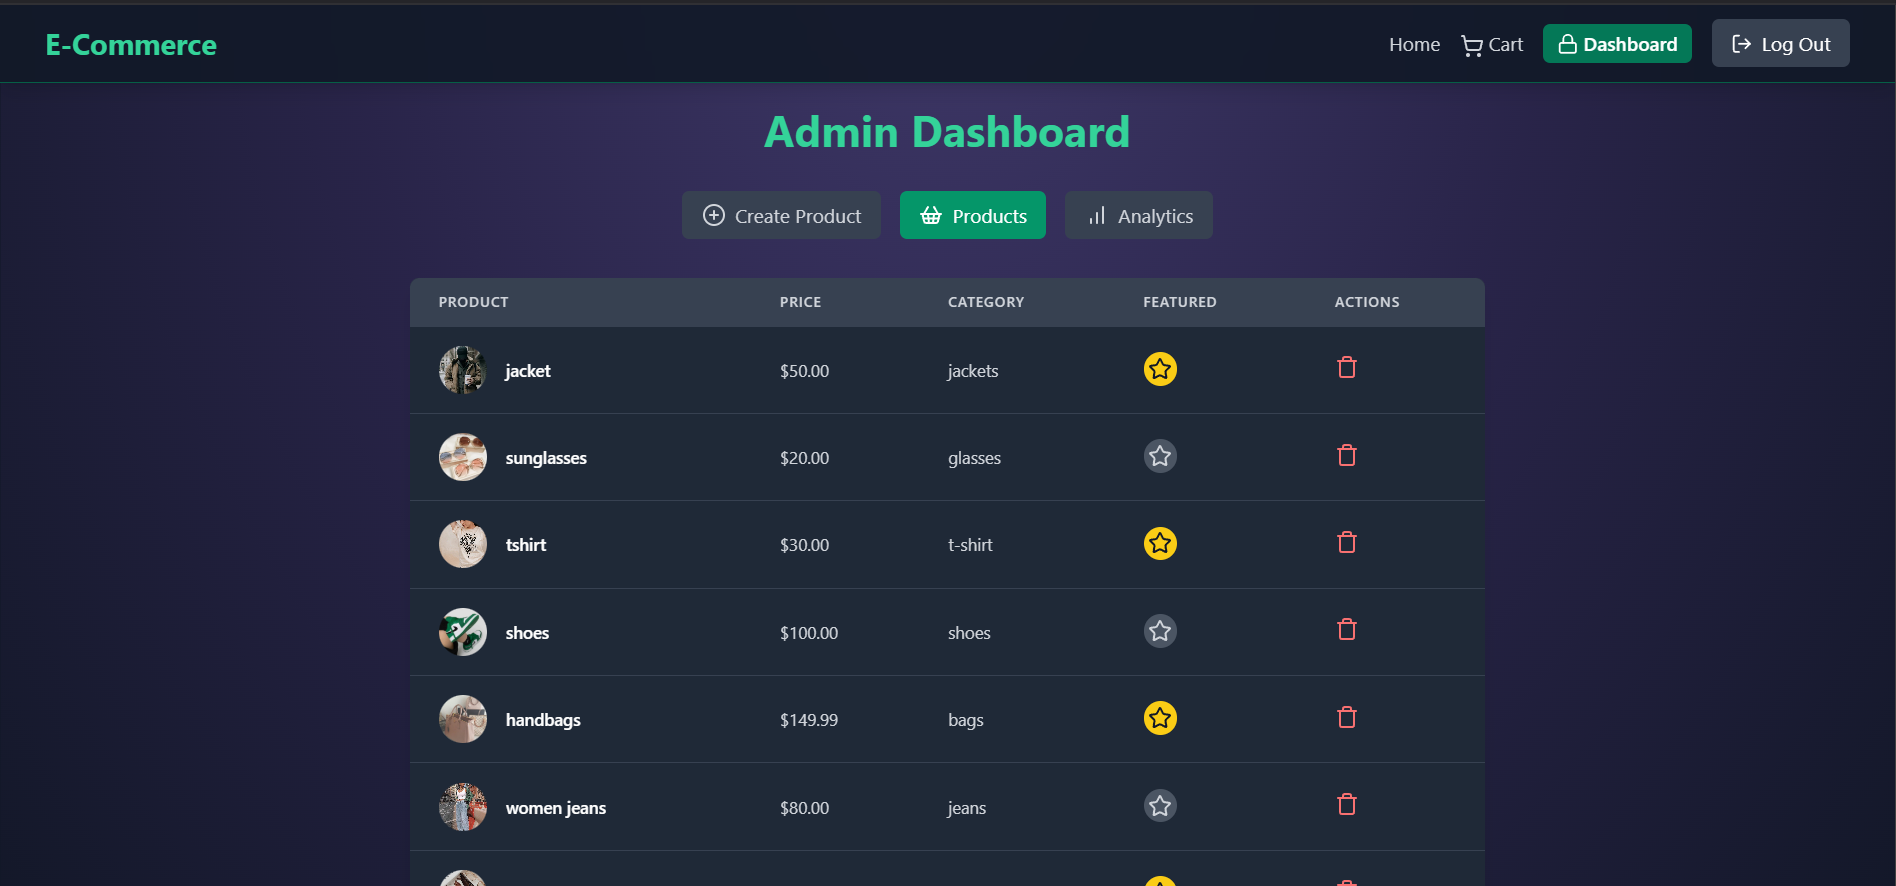 E-Commerce
Home Cart Dashboard Log Out
Admin Dashboard
Create Product Products Analytics
PRODUCT PRICE CATEGORY FEATURED ACTIONS
jacket $50.00 jackets
sunglasses $20.00 glasses
tshirt $30.00 t-shirt
shoes $100.00 shoes
handbags $149.99 bags
women jeans $80.00 jeans